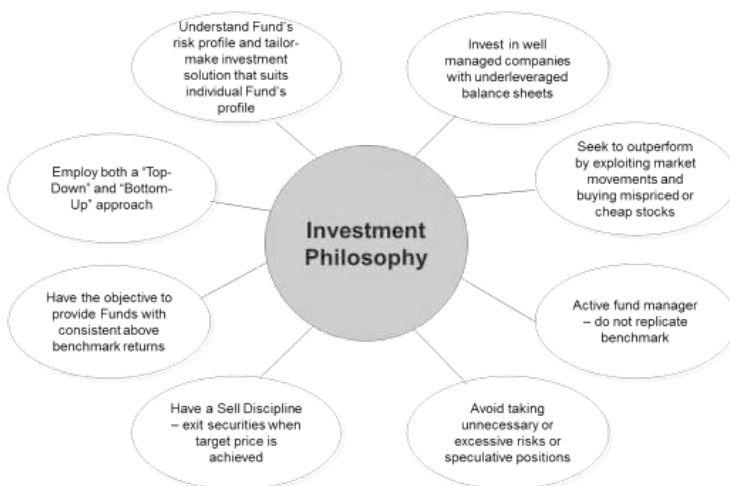 Understand Fund's
risk profile and tailor-
make investment
solution that suits
individual Fund's
profile
Invest in well
managed companies
with underleveraged
balance sheets
Employ both a "Top-
Down" and "Bottom-
Up" approach
Seek to outperform
by exploiting market
movements and
buying mispriced or
cheap stocks
Investment
Philosophy
Have the objective to
provide Funds with
consistent above
benchmark returns
Active fund manager
– do not replicate
benchmark
Have a Sell Discipline
– exit securities when
target price is
achieved
Avoid taking
unnecessary or
excessive risks or
speculative positions